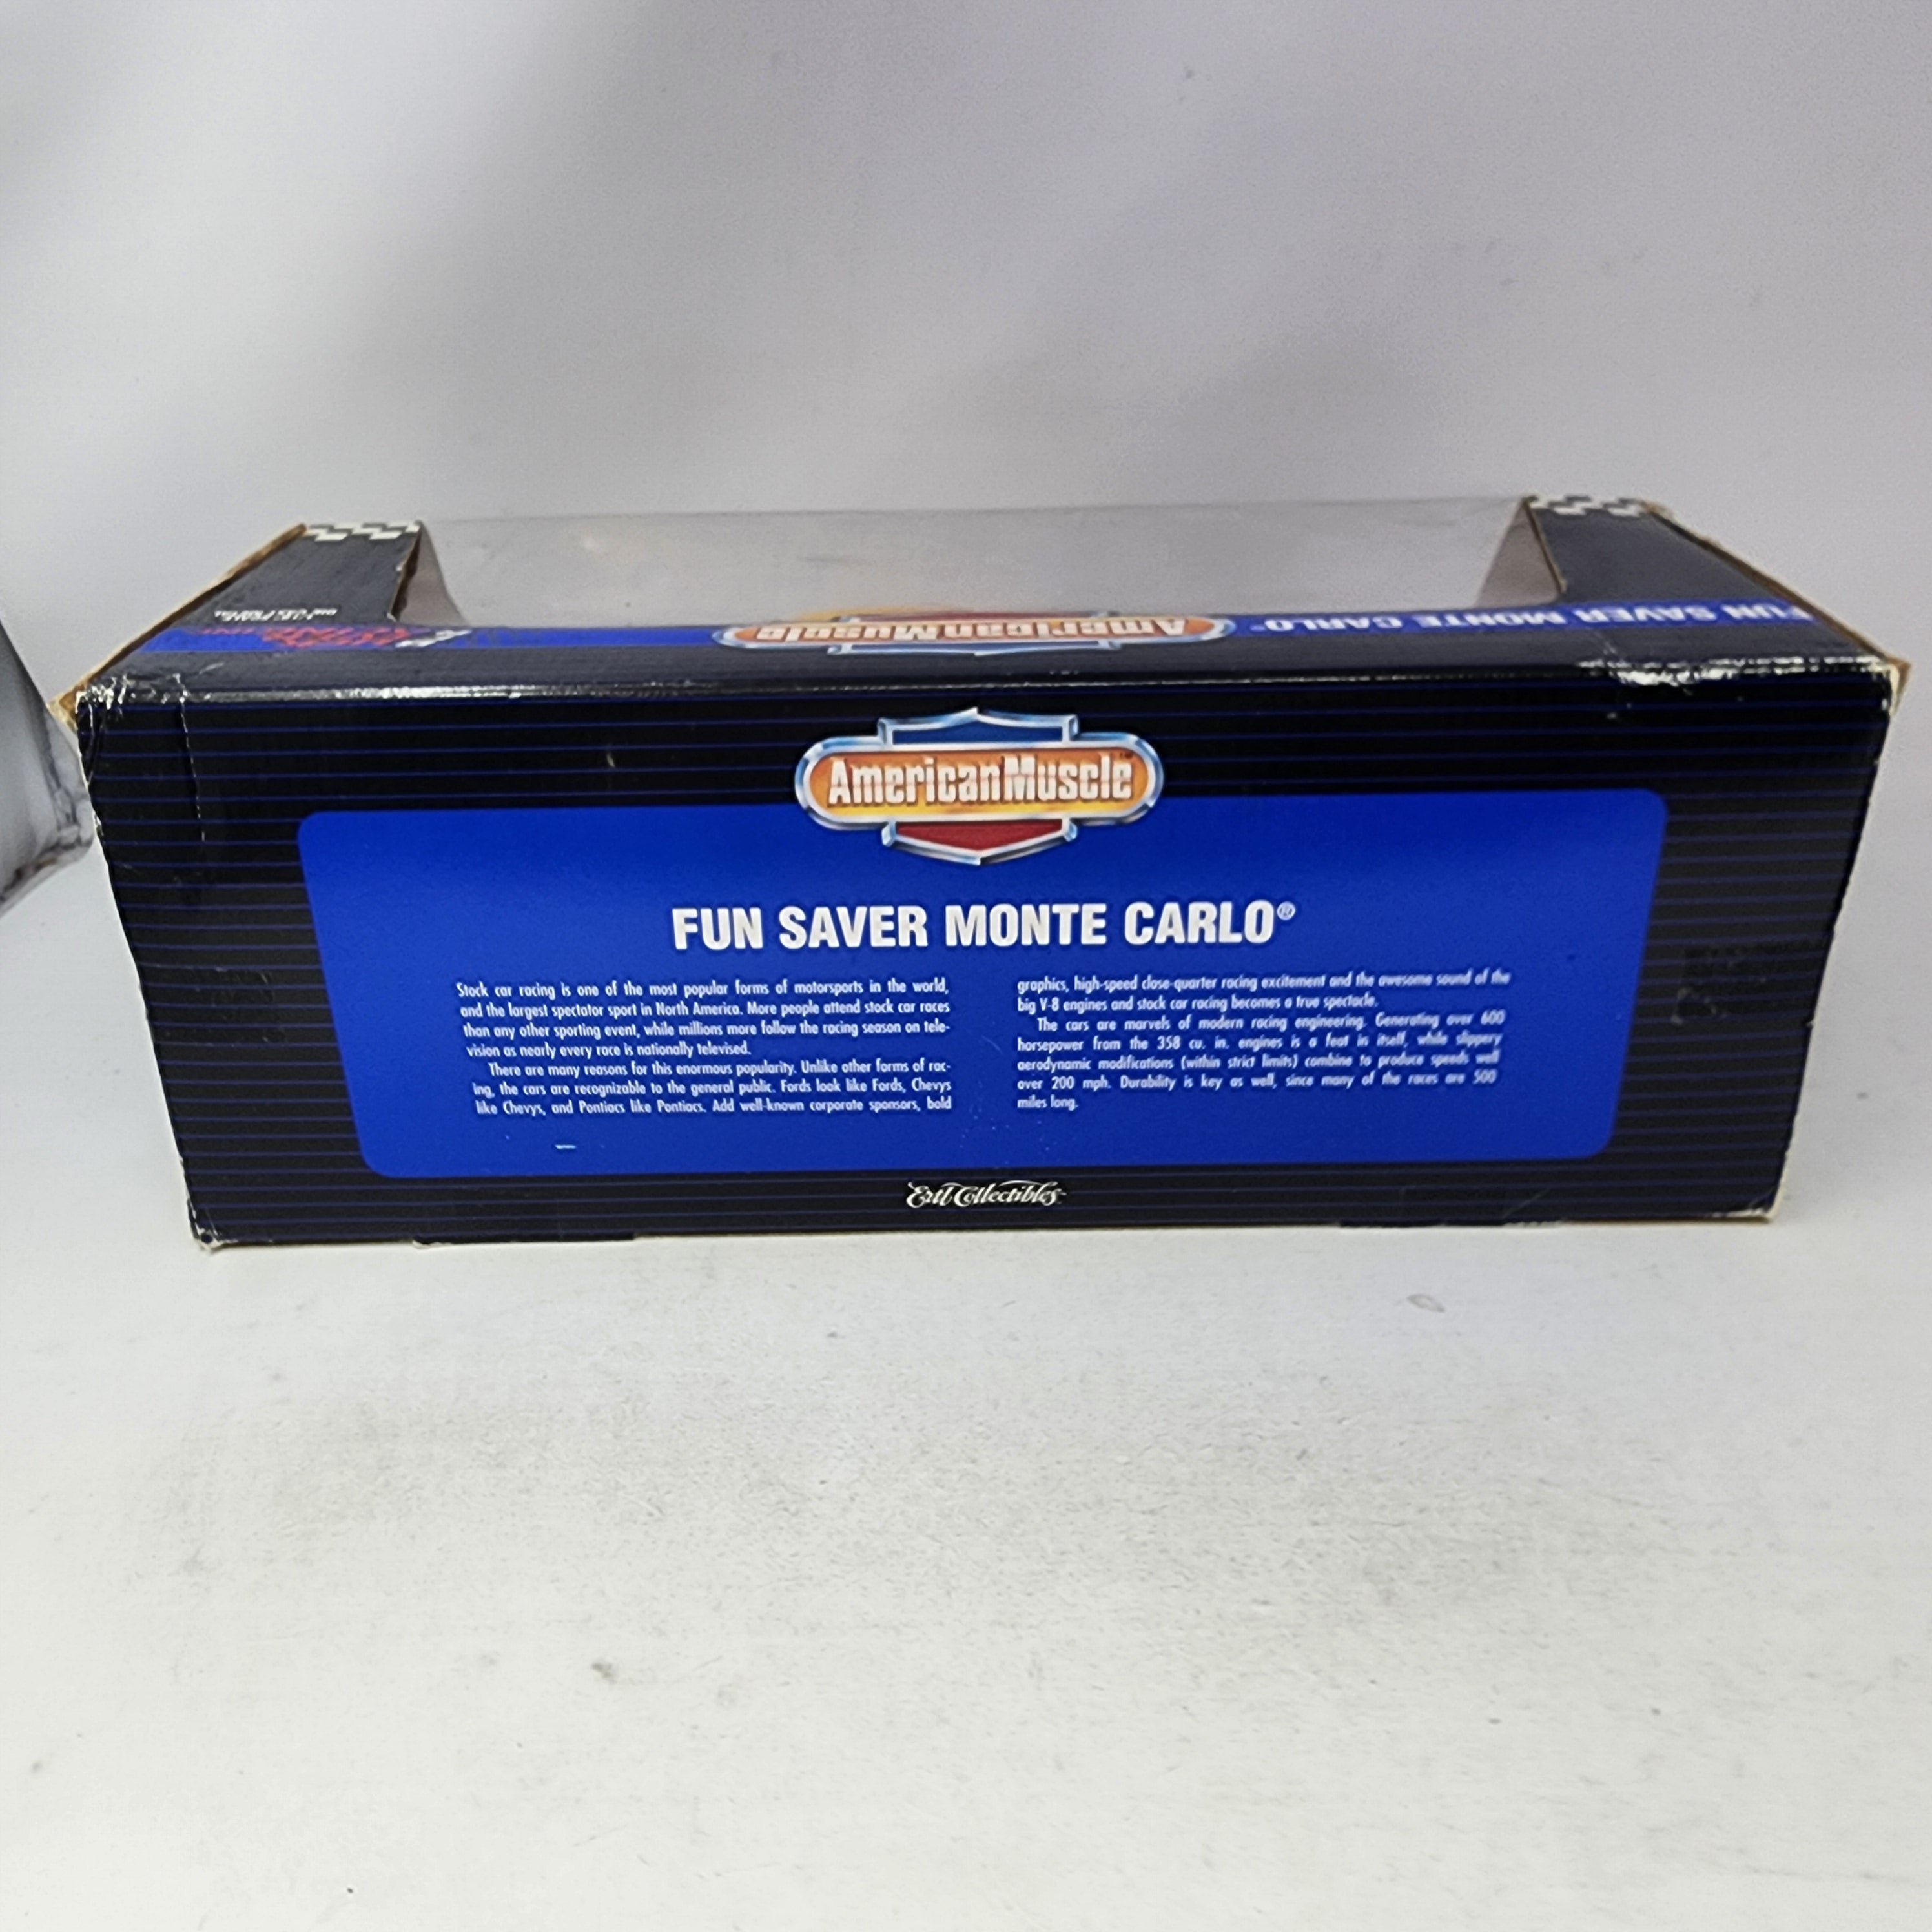 FUN SAVER MONTE CARLO®
AmericanMuscle
AmericanMuscle™
FUN SAVER MONTE CARLO®
Stock car racing is one of the most popular forms of motorsports in the world,
and the largest spectator sport in North America. More people attend stock car races
than any other sporting event, while millions more follow the racing season on tele-
vision as nearly every race is nationally televised.
There are many reasons for this enormous popularity. Unlike other forms of rac-
ing, the cars are recognizable to the general public. Fords look like Fords, Chevys
like Chevys, and Pontiacs like Pontiacs. Add well-known corporate sponsors, bold
graphics, high-speed close-quarter racing excitement and the awesome sound of the
big V-8 engines and stock car racing becomes a true spectacle.
The cars are marvels of modern racing engineering. Generating over 600
horsepower from the 358 cu. in. engines is a feat in itself, while slippery
aerodynamic modifications (within strict limits) combine to produce speeds well
over 200 mph. Durability is key as well, since many of the races are 500
miles long.
Ertl Collectibles